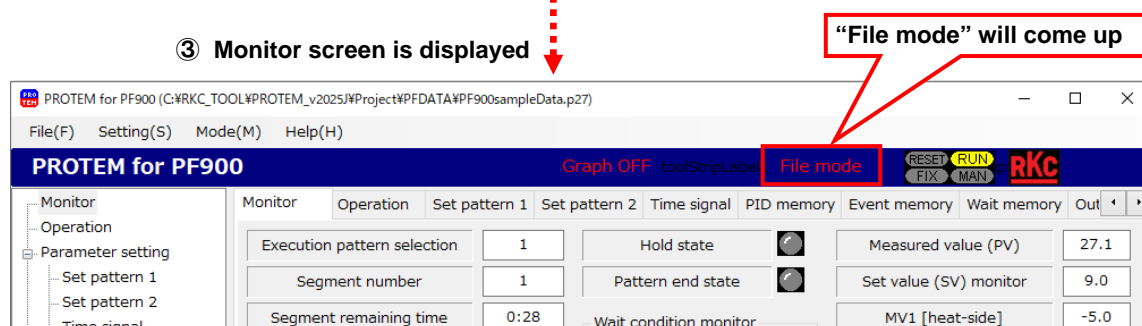 “File mode” will come up
③ Monitor screen is displayed
PROTEM for PF900 (C:¥RKC_TOOL¥PROTEM_v2025J¥Project¥PFDATA¥PF900sampleData.p27)
File(F) Setting(S) Mode(M) Help(H)
PROTEM for PF900 Graph OFF toolStripLabel File mode RESET RUN FIX MAN RKC
Monitor
Operation
Parameter setting
Set pattern 1
Set pattern 2
Time signal
Monitor Operation Set pattern 1 Set pattern 2 Time signal PID memory Event memory Wait memory Out
Execution pattern selection 1 Hold state Measured value (PV) 27.1
Segment number 1 Pattern end state Set value (SV) monitor 9.0
Segment remaining time 0:28 Wait condition monitor MV1 [heat-side] -5.0